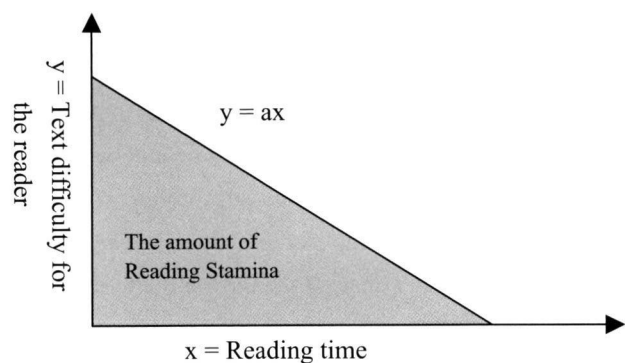 y = Text difficulty for
the reader
y = ax
The amount of
Reading Stamina
x = Reading time